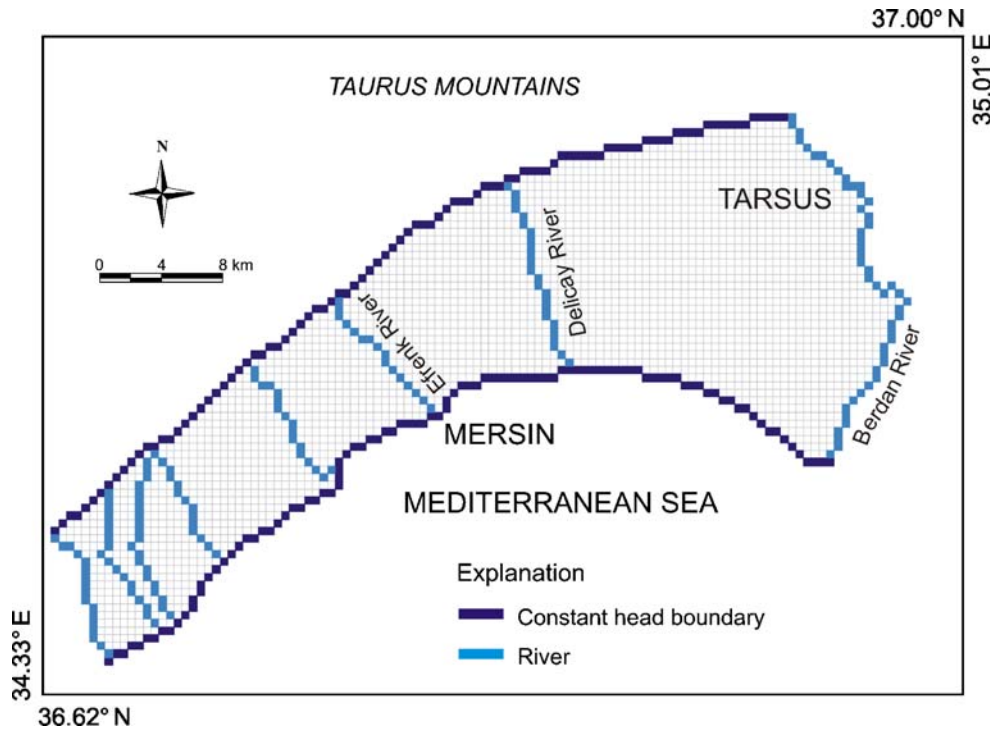 37.00° N
35.01° E
TAURUS MOUNTAINS
N
0 4 8 km
TARSUS
Delicay River
Efrenk River
Berdan River
MERSIN
MEDITERRANEAN SEA
Explanation
Constant head boundary
River
34.33° E
36.62° N